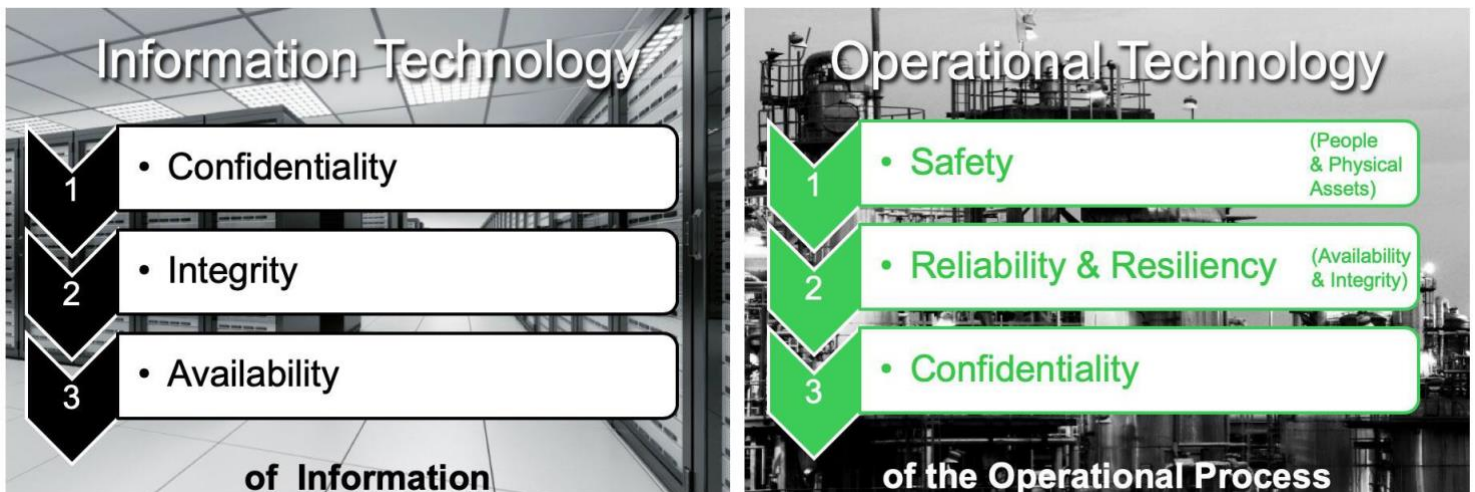 Information Technology
1
• Confidentiality
2
• Integrity
3
• Availability
of Information
Operational Technology
1
• Safety
(People
& Physical
Assets)
2
• Reliability & Resiliency
(Availability
& Integrity)
3
• Confidentiality
of the Operational Process